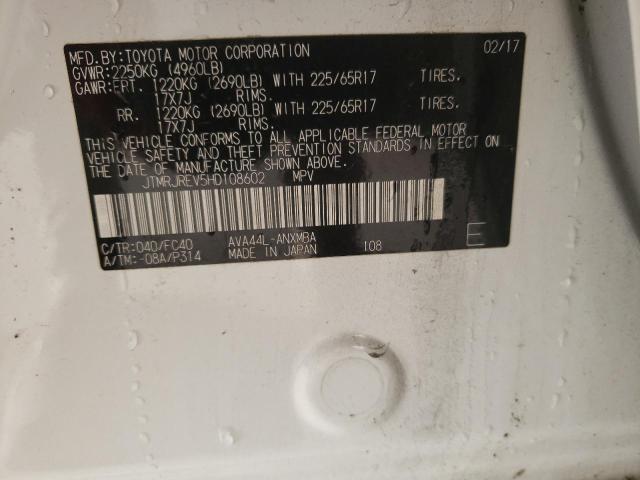 MFD.BY:TOYOTA MOTOR CORPORATION 02/17
GVWR:2250KG (4960LB)
GAWR:FRT. 1220KG (2690LB) WITH 225/65R17 TIRES.
17X7J RIMS.
RR. 1220KG (2690LB) WITH 225/65R17 TIRES.
17X7J RIMS.
THIS VEHICLE CONFORMS TO ALL APPLICABLE FEDERAL MOTOR
VEHICLE SAFETY AND THEFT PREVENTION STANDARDS IN EFFECT ON
THE DATE OF MANUFACTURE SHOWN ABOVE.
JTMRJREV5HD108602 MPV
C/TR:040/FC40 AVA44L-ANXMBA
A/TM:-08A/P314 MADE IN JAPAN 108 E